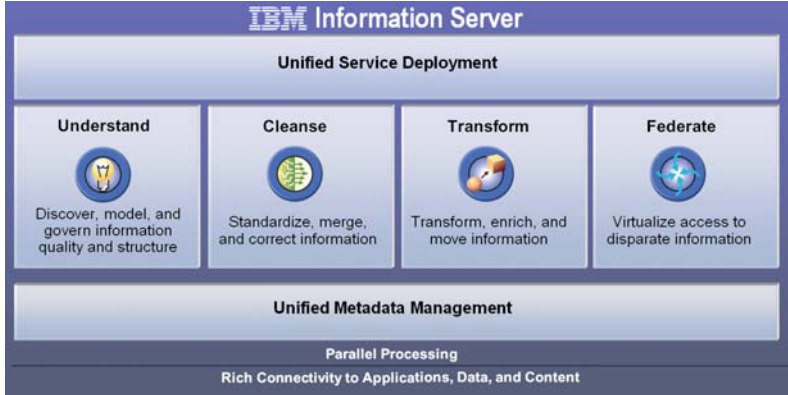 IBM Information Server
Unified Service Deployment
Understand
Discover, model, and
govern information
quality and structure
Cleanse
Standardize, merge,
and correct information
Transform
Transform, enrich, and
move information
Federate
Virtualize access to
disparate information
Unified Metadata Management
Parallel Processing
Rich Connectivity to Applications, Data, and Content